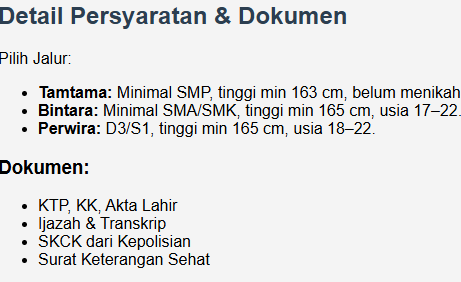 Detail Persyaratan & Dokumen
Pilih Jalur:
Tamtama: Minimal SMP, tinggi min 163 cm, belum menikah
Bintara: Minimal SMA/SMK, tinggi min 165 cm, usia 17–22.
Perwira: D3/S1, tinggi min 165 cm, usia 18–22.
Dokumen:
KTP, KK, Akta Lahir
Ijazah & Transkrip
SKCK dari Kepolisian
Surat Keterangan Sehat